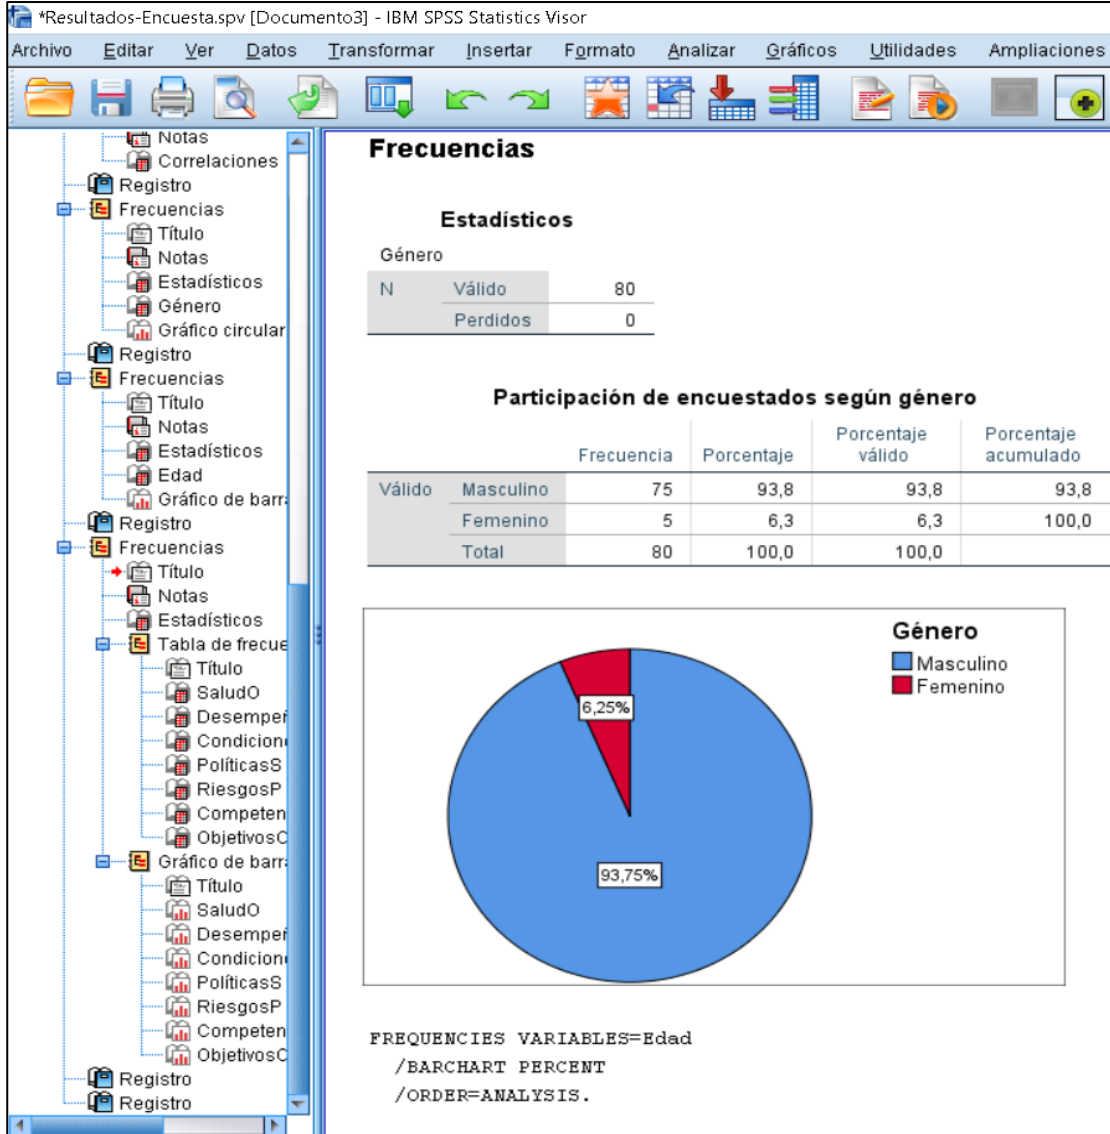 *Resultados-Encuesta.spv [Documento3] - IBM SPSS Statistics Visor
Archivo Editar Ver Datos Transformar Insertar Formato Analizar Gráficos Utilidades Ampliaciones
Notas
Correlaciones
Registro
Frecuencias
Título
Notas
Estadísticos
Género
Gráfico circular
Registro
Frecuencias
Título
Notas
Estadísticos
Edad
Gráfico de barra
Registro
Frecuencias
Título
Notas
Estadísticos
Tabla de frecue
Título
SaludO
Desempeñ
Condicion
PolíticasS
RiesgosP
Competen
ObjetivosO
Gráfico de barra
Título
SaludO
Desempeñ
Condicion
PolíticasS
RiesgosP
Competen
ObjetivosO
Registro
Registro
Frecuencias
Estadísticos
Género
N Válido 80
Perdidos 0
Participación de encuestados según género
Frecuencia Porcentaje Porcentaje válido Porcentaje acumulado
Válido Masculino 75 93,8 93,8 93,8
Femenino 5 6,3 6,3 100,0
Total 80 100,0 100,0
Género
Masculino
Femenino
6,25%
93,75%
FREQUENCIES VARIABLES=Edad
/BARCHART PERCENT
/ORDER=ANALYSIS.